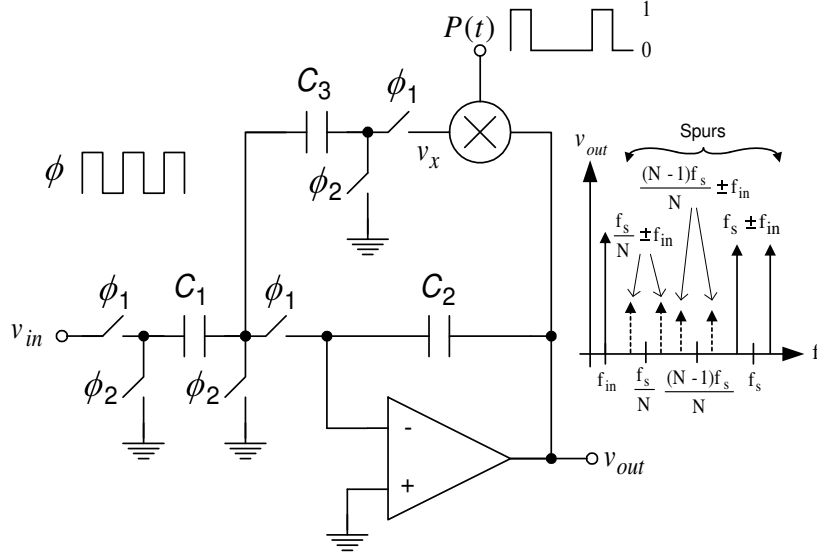 P(t)
1
0
C3
ϕ1
vx
ϕ2
ϕ
Spurs
vout
(N -1)fs
N
±fin
fs
N
±fin
fs ±fin
f
fin
fs
N
(N -1)fs
N
fs
vin
ϕ1
C1
ϕ1
C2
ϕ2
ϕ2
-
+
vout